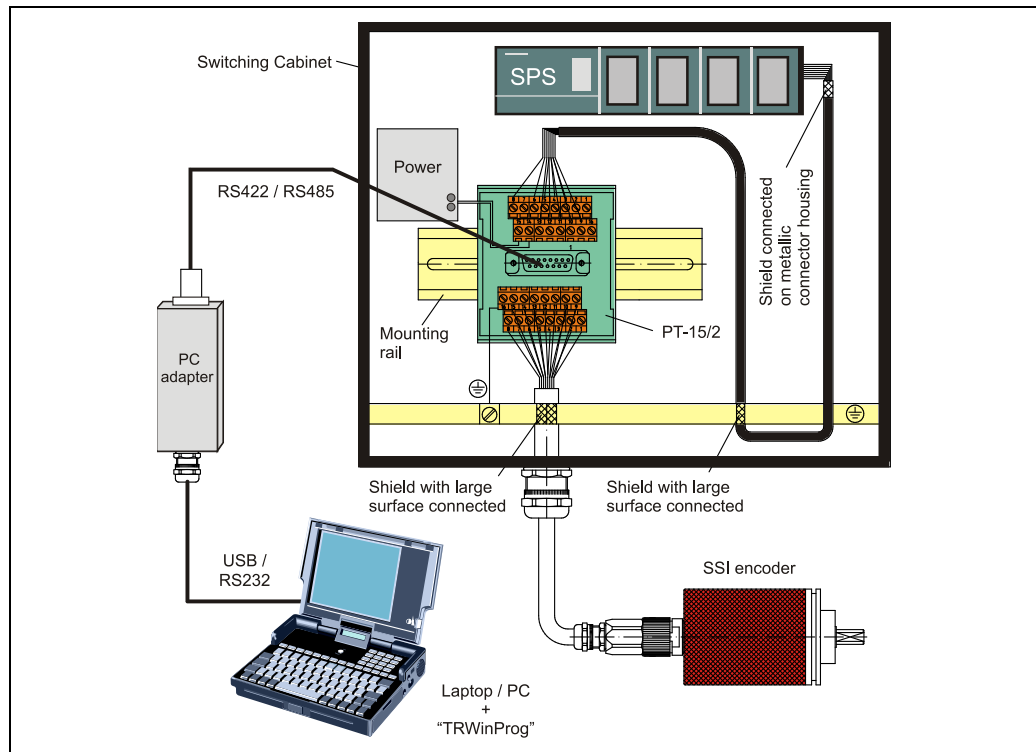 Switching Cabinet
SPS
Power
RS422 / RS485
1
Shield connected
on metallic
connector housing
Mounting
rail
PT-15/2
PC
adapter
Shield with large
surface connected
Shield with large
surface connected
USB /
RS232
SSI encoder
Laptop / PC
+
“TRWinProg”